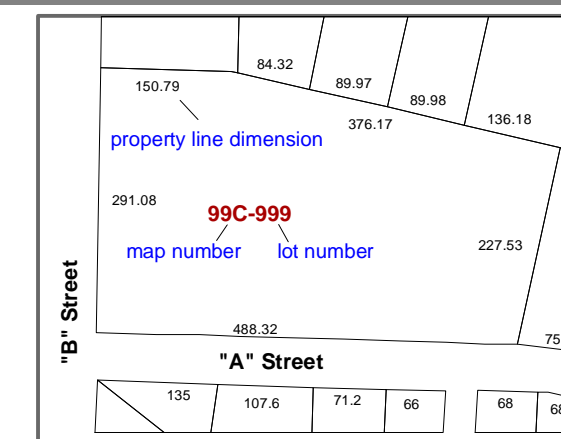 84.32
150.79
89.97
89.98
136.18
376.17
property line dimension
291.08
99C-999
map number
lot number
227.53
"B" Street
488.32
75
"A" Street
135
107.6
71.2
66
68